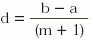 d = b − a
(m + 1)